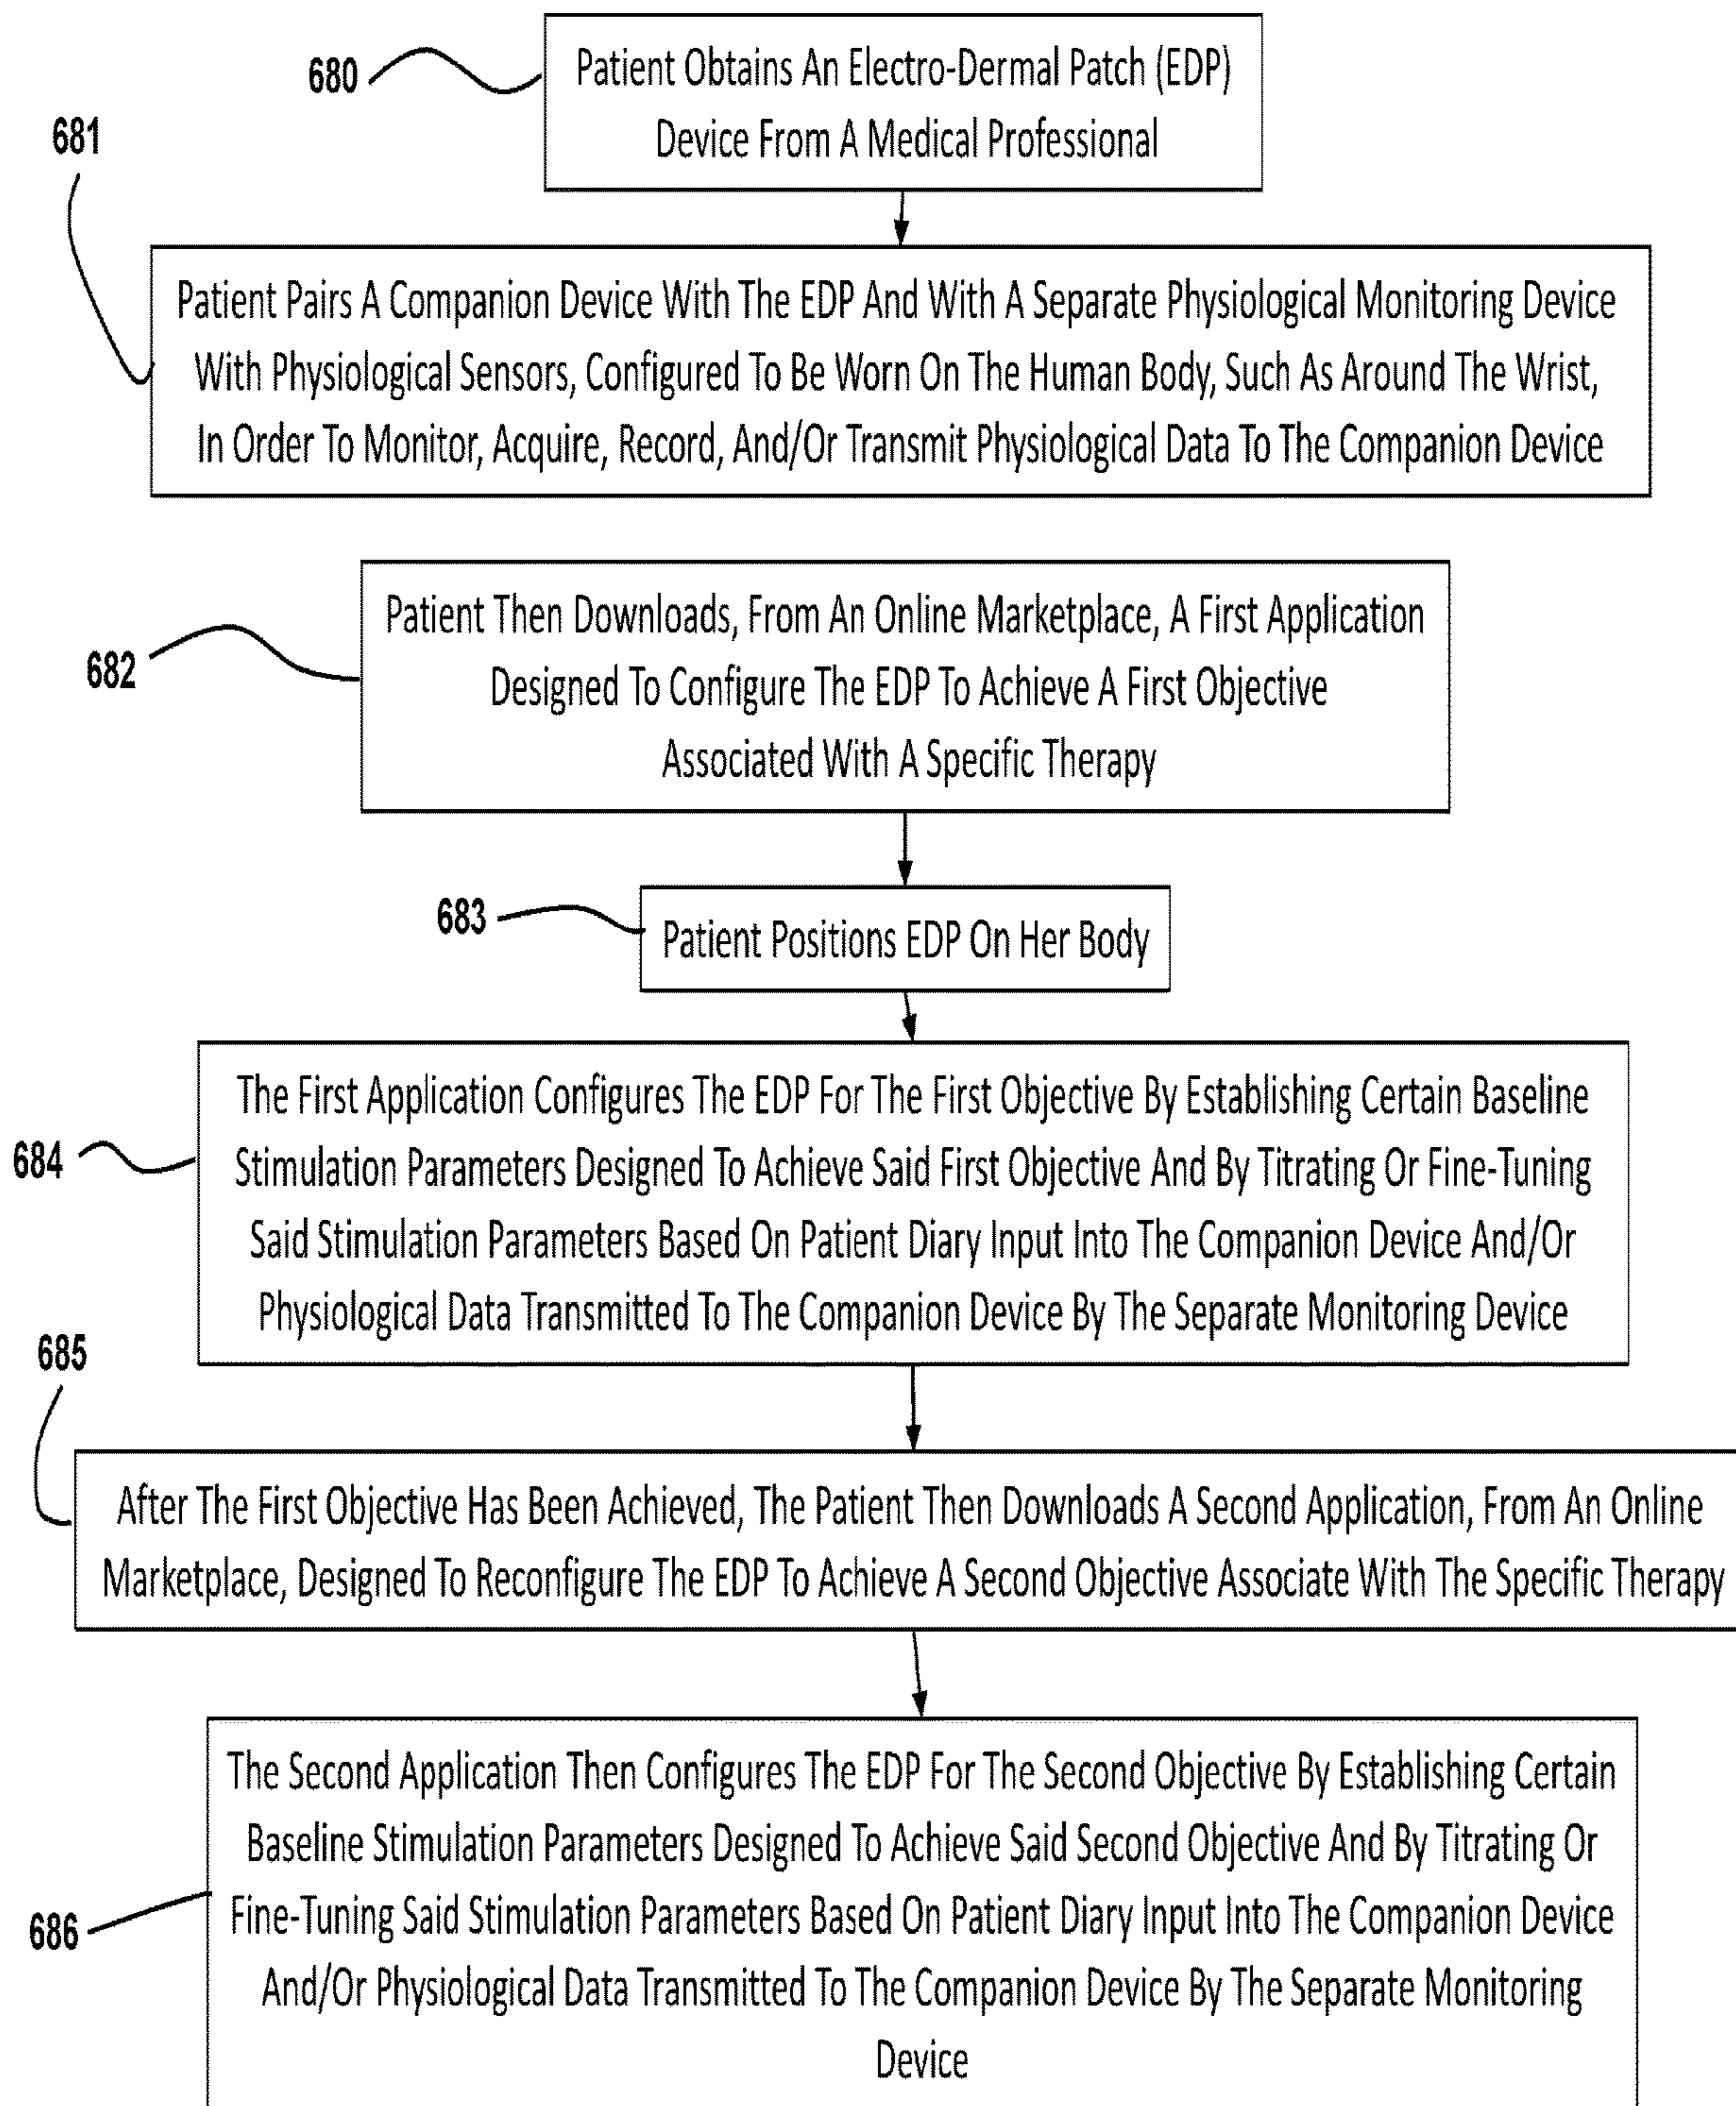 680
Patient Obtains An Electro-Dermal Patch (EDP)
Device From A Medical Professional
681
Patient Pairs A Companion Device With The EDP And With A Separate Physiological Monitoring Device
With Physiological Sensors, Configured To Be Worn On The Human Body, Such As Around The Wrist,
In Order To Monitor, Acquire, Record, And/Or Transmit Physiological Data To The Companion Device
682
Patient Then Downloads, From An Online Marketplace, A First Application
Designed To Configure The EDP To Achieve A First Objective
Associated With A Specific Therapy
683
Patient Positions EDP On Her Body
684
The First Application Configures The EDP For The First Objective By Establishing Certain Baseline
Stimulation Parameters Designed To Achieve Said First Objective And By Titrating Or Fine-Tuning
Said Stimulation Parameters Based On Patient Diary Input Into The Companion Device And/Or
Physiological Data Transmitted To The Companion Device By The Separate Monitoring Device
685
After The First Objective Has Been Achieved, The Patient Then Downloads A Second Application, From An Online
Marketplace, Designed To Reconfigure The EDP To Achieve A Second Objective Associate With The Specific Therapy
686
The Second Application Then Configures The EDP For The Second Objective By Establishing Certain
Baseline Stimulation Parameters Designed To Achieve Said Second Objective And By Titrating Or
Fine-Tuning Said Stimulation Parameters Based On Patient Diary Input Into The Companion Device
And/Or Physiological Data Transmitted To The Companion Device By The Separate Monitoring
Device